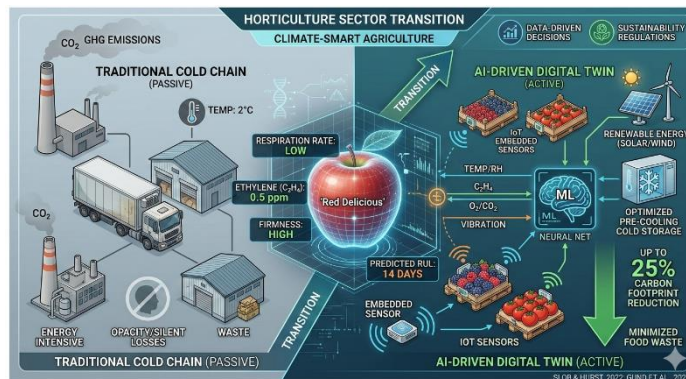 HORTICULTURE SECTOR TRANSITION
CLIMATE-SMART AGRICULTURE
CO₂ GHG EMISSIONS
TRADITIONAL COLD CHAIN
(PASSIVE)
TEMP: 2°C
CO₂
ENERGY
INTENSIVE
OPACITY/SILENT
LOSSES
WASTE
TRADITIONAL COLD CHAIN (PASSIVE)
RESPIRATION RATE:
LOW
ETHYLENE (C₂H₄):
0.5 ppm
FIRMNESS:
HIGH
'Red Delicious'
PREDICTED RUL:
14 DAYS
TRANSITION
TRANSITION
DATA-DRIVEN
DECISIONS
SUSTAINABILITY
REGULATIONS
AI-DRIVEN DIGITAL TWIN
(ACTIVE)
IoT
EMBEDDED
SENSORS
RENEWABLE ENERGY
(SOLAR/WIND)
TEMP/RH
C₂H₄
O₂/CO₂
VIBRATION
ML
ML
NEURAL NET
OPTIMIZED
PRE-COOLING
COLD STORAGE
UP TO
25%
CARBON
FOOTPRINT
REDUCTION
EMBEDDED
SENSOR
IOT SENSORS
MINIMIZED
FOOD WASTE
AI-DRIVEN DIGITAL TWIN (ACTIVE)
2022
ET AL.